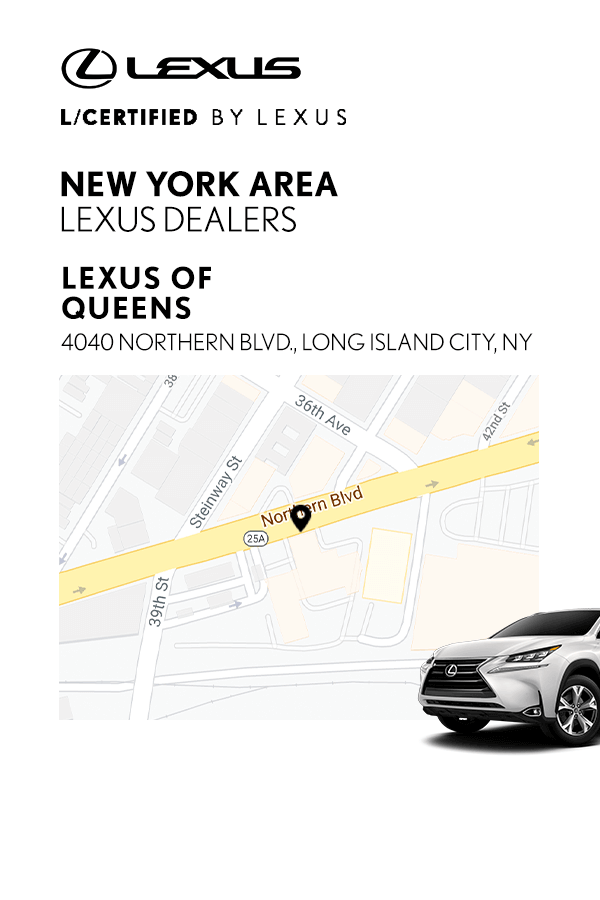 LEXUS
L/CERTIFIED BY LEXUS
NEW YORK AREA
LEXUS DEALERS
LEXUS OF
QUEENS
4040 NORTHERN BLVD., LONG ISLAND CITY, NY
36th Ave
42nd St
Steinway St
Northern Blvd
25A
39th St